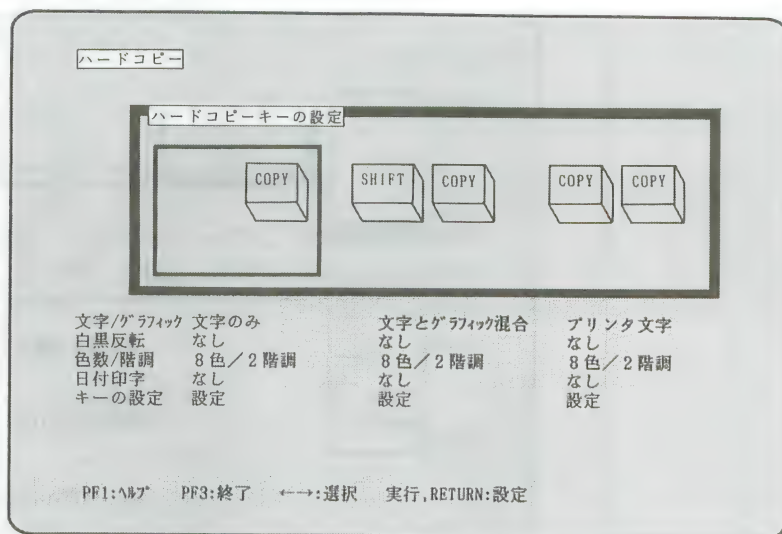 ハードコピー
ハードコピーキーの設定
COPY SHIFT COPY COPY COPY
文字/グラフィック 文字のみ 文字とグラフィック混合 プリンタ文字
白黒反転 なし なし なし
色数/階調 8色/2階調 8色/2階調 8色/2階調
日付印字 なし なし なし
キーの設定 設定 設定 設定
PF1:ヘルプ PF3:終了 ←→:選択 実行,RETURN:設定